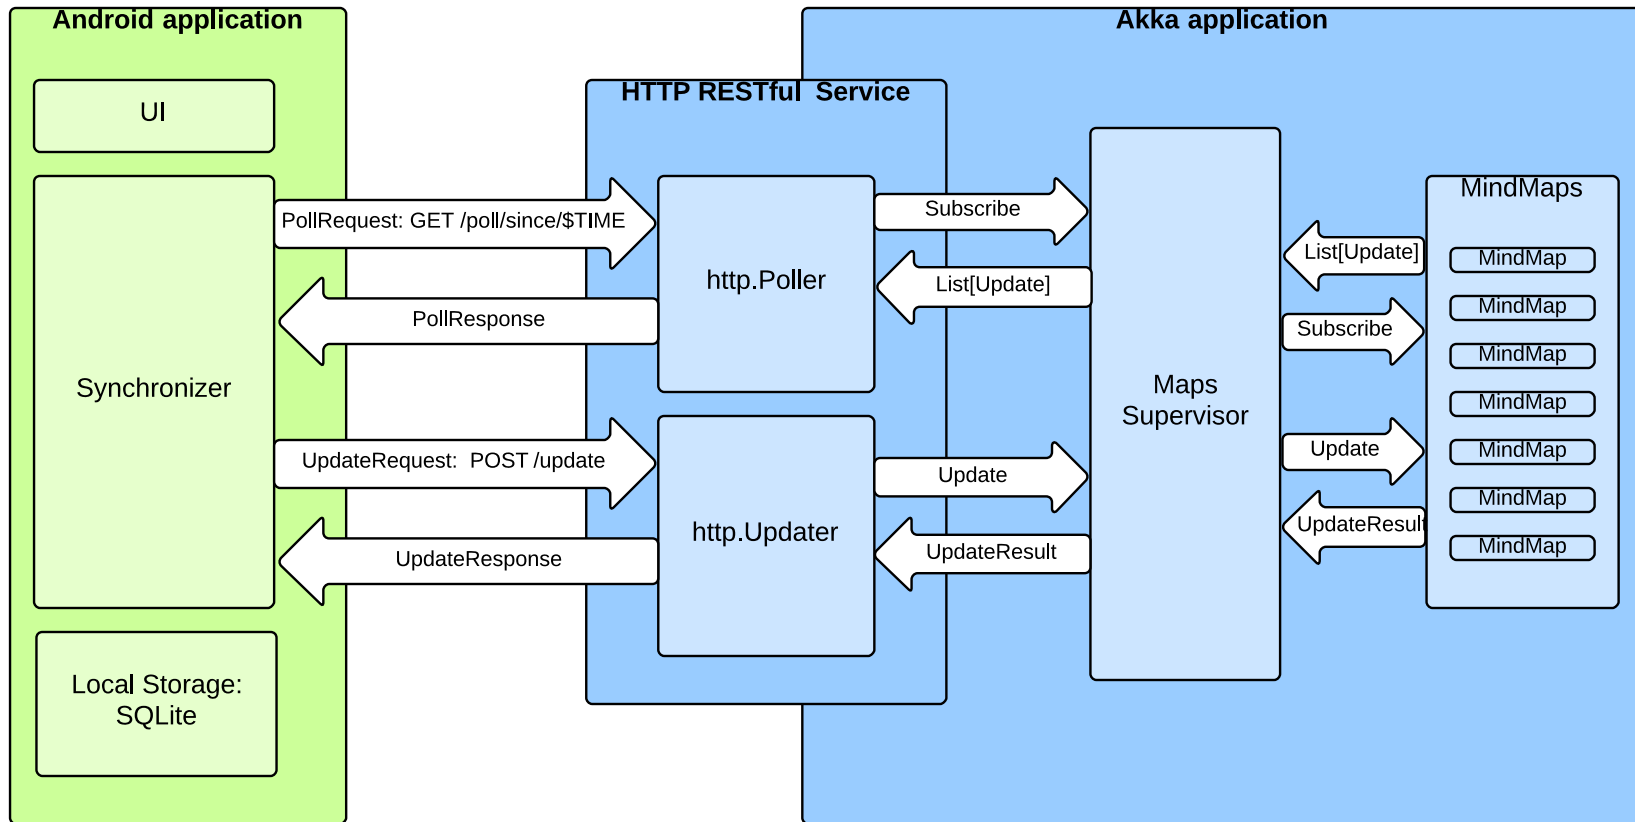 Android application
Akka application
UI
HTTP RESTful Service
MindMaps
PollRequest: GET /poll/since/$TIME
Subscribe
List[Update]
MindMap
http.Poller
List[Update]
MindMap
PollResponse
Subscribe
MindMap
Synchronizer
Maps
Supervisor
MindMap
UpdateRequest: POST /update
Update
Update
MindMap
http.Updater
UpdateResult
MindMap
UpdateResponse
UpdateResult
MindMap
Local Storage:
SQLite